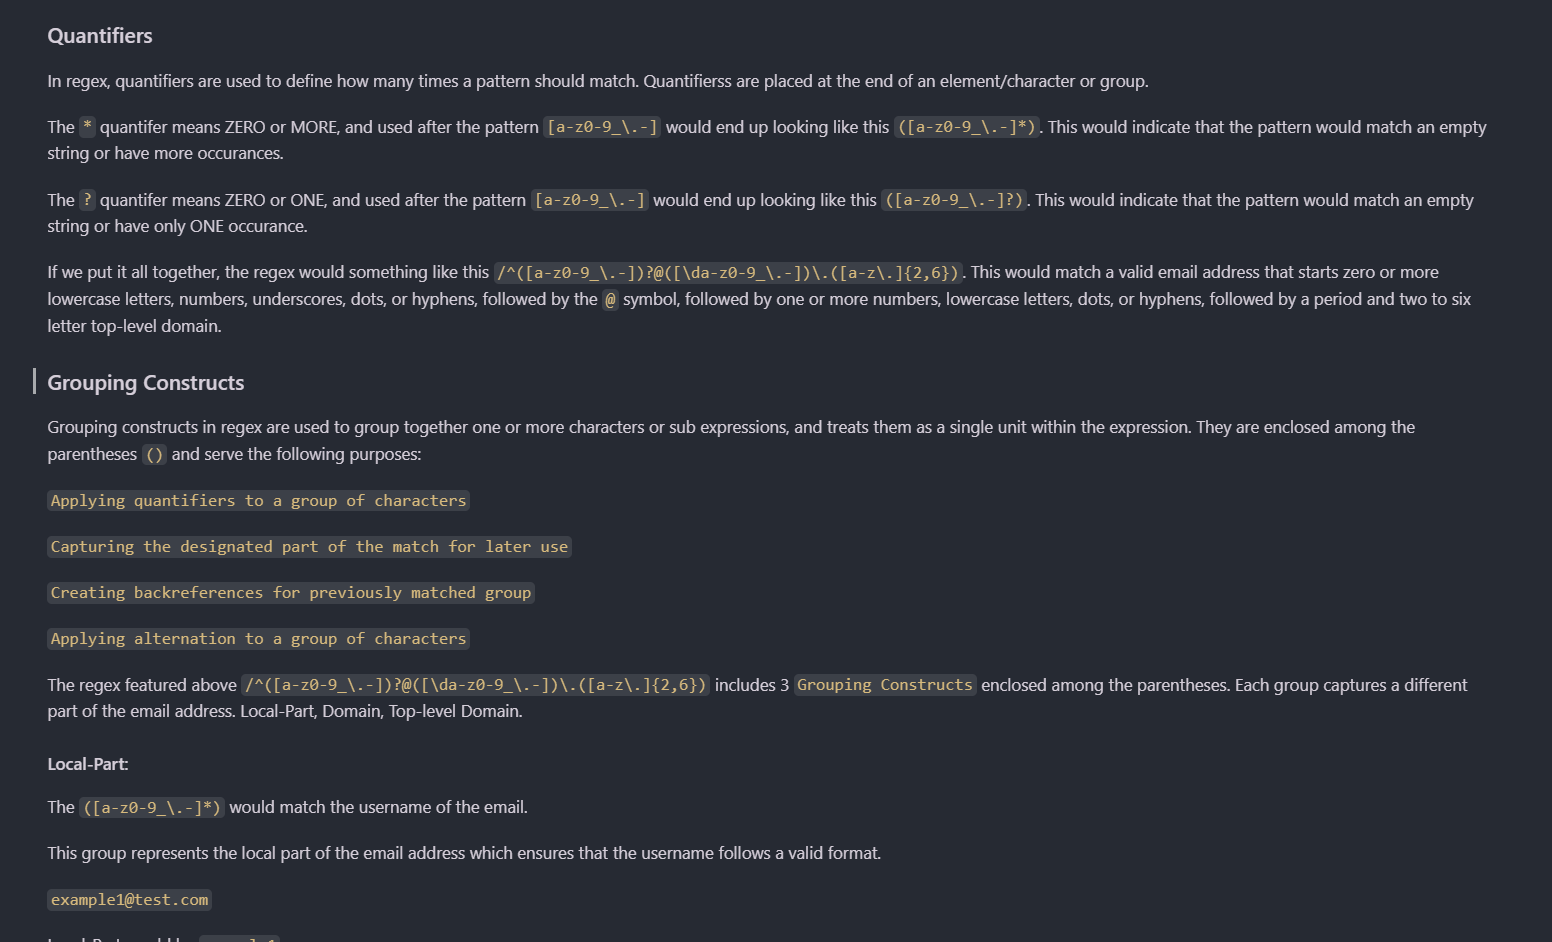 Quantifiers
In regex, quantifiers are used to define how many times a pattern should match. Quantifierss are placed at the end of an element/character or group.
The * quantifer means ZERO or MORE, and used after the pattern [a-z0-9_\.-] would end up looking like this ([a-z0-9_\.-]*). This would indicate that the pattern would match an empty
string or have more occurances.
The ? quantifer means ZERO or ONE, and used after the pattern [a-z0-9_\.-] would end up looking like this ([a-z0-9_\.-]?). This would indicate that the pattern would match an empty
string or have only ONE occurance.
If we put it all together, the regex would something like this /^([a-z0-9_\.-])?@([\da-z0-9_\.-])\.([a-z\.]{2,6}). This would match a valid email address that starts zero or more
lowercase letters, numbers, underscores, dots, or hyphens, followed by the @ symbol, followed by one or more numbers, lowercase letters, dots, or hyphens, followed by a period and two to six
letter top-level domain.
Grouping Constructs
Grouping constructs in regex are used to group together one or more characters or sub expressions, and treats them as a single unit within the expression. They are enclosed among the
parentheses () and serve the following purposes:
Applying quantifiers to a group of characters
Capturing the designated part of the match for later use
Creating backreferences for previously matched group
Applying alternation to a group of characters
The regex featured above /^([a-z0-9_\.-])?@([\da-z0-9_\.-])\.([a-z\.]{2,6}) includes 3 Grouping Constructs enclosed among the parentheses. Each group captures a different
part of the email address. Local-Part, Domain, Top-level Domain.
Local-Part:
The ([a-z0-9_\.-]*) would match the username of the email.
This group represents the local part of the email address which ensures that the username follows a valid format.
example1@test.com